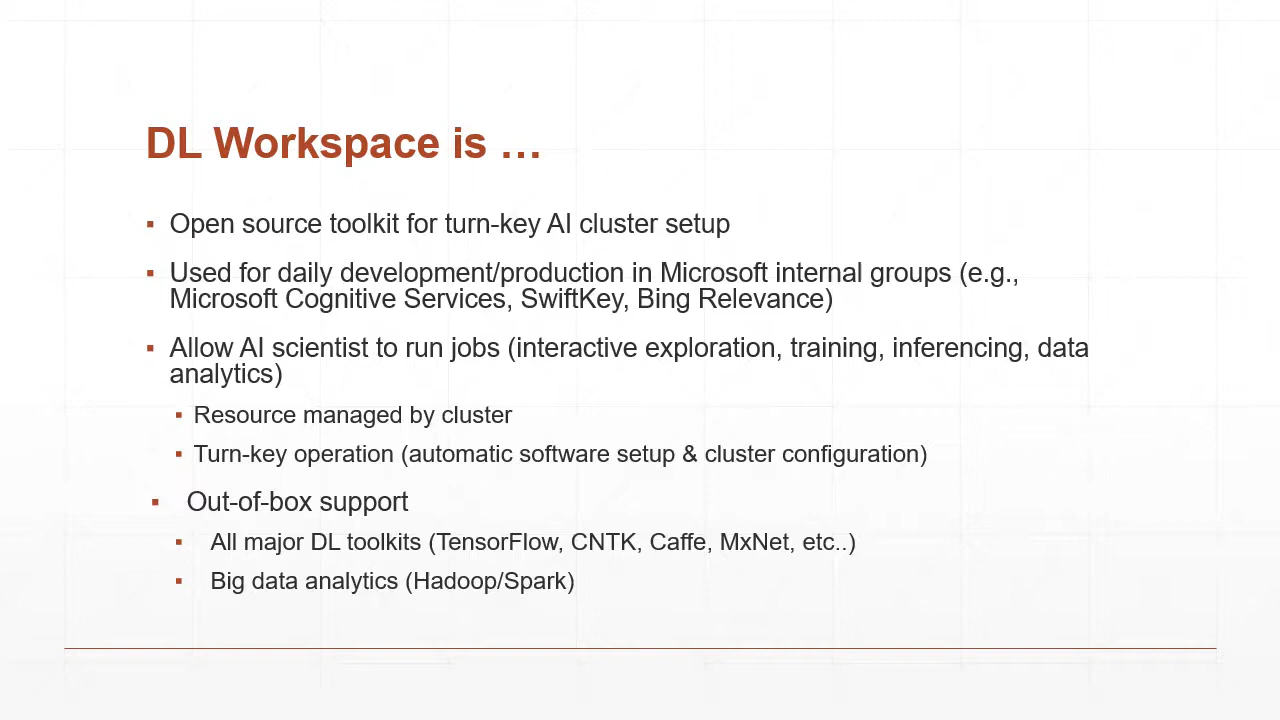 DL Workspace is …
▪ Open source toolkit for turn-key AI cluster setup
▪ Used for daily development/production in Microsoft internal groups (e.g.,
Microsoft Cognitive Services, SwiftKey, Bing Relevance)
▪ Allow AI scientist to run jobs (interactive exploration, training, inferencing, data
analytics)
▪ Resource managed by cluster
▪ Turn-key operation (automatic software setup & cluster configuration)
▪ Out-of-box support
▪ All major DL toolkits (TensorFlow, CNTK, Caffe, MxNet, etc..)
▪ Big data analytics (Hadoop/Spark)